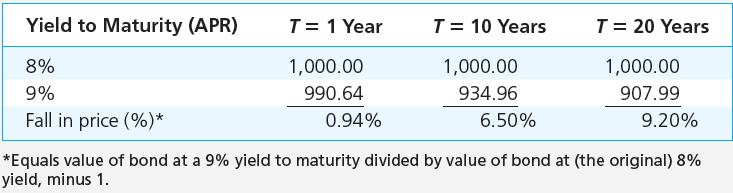 Yield to Maturity (APR) T = 1 Year T = 10 Years T = 20 Years
8% 1,000.00 1,000.00 1,000.00
9% 990.64 934.96 907.99
Fall in price (%)* 0.94% 6.50% 9.20%
*Equals value of bond at a 9% yield to maturity divided by value of bond at (the original) 8%
yield, minus 1.